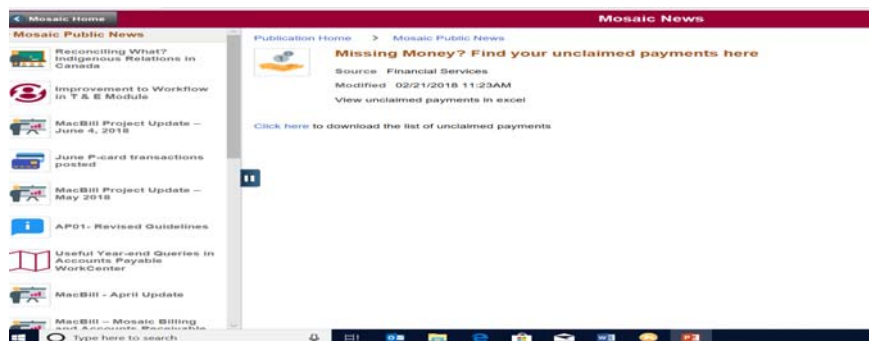 Mosaic Home
Mosaic News
Mosaic Public News
Reconciling What?
Indigenous Relations in
Canada
Improvement to Workflow
in T & E Module
MacBill Project Update –
June 4, 2018
June P-card transactions
posted
MacBill Project Update –
May 2018
AP01- Revised Guidelines
Useful Year-end Queries in
Accounts Payable
WorkCenter
MacBill - April Update
MacBill – Mosaic Billing
and Accounts Receivable
Publication Home > Mosaic Public News
Missing Money? Find your unclaimed payments here
Source Financial Services
Modified 02/21/2018 11:23AM
View unclaimed payments in excel
Click here to download the list of unclaimed payments
Type here to search